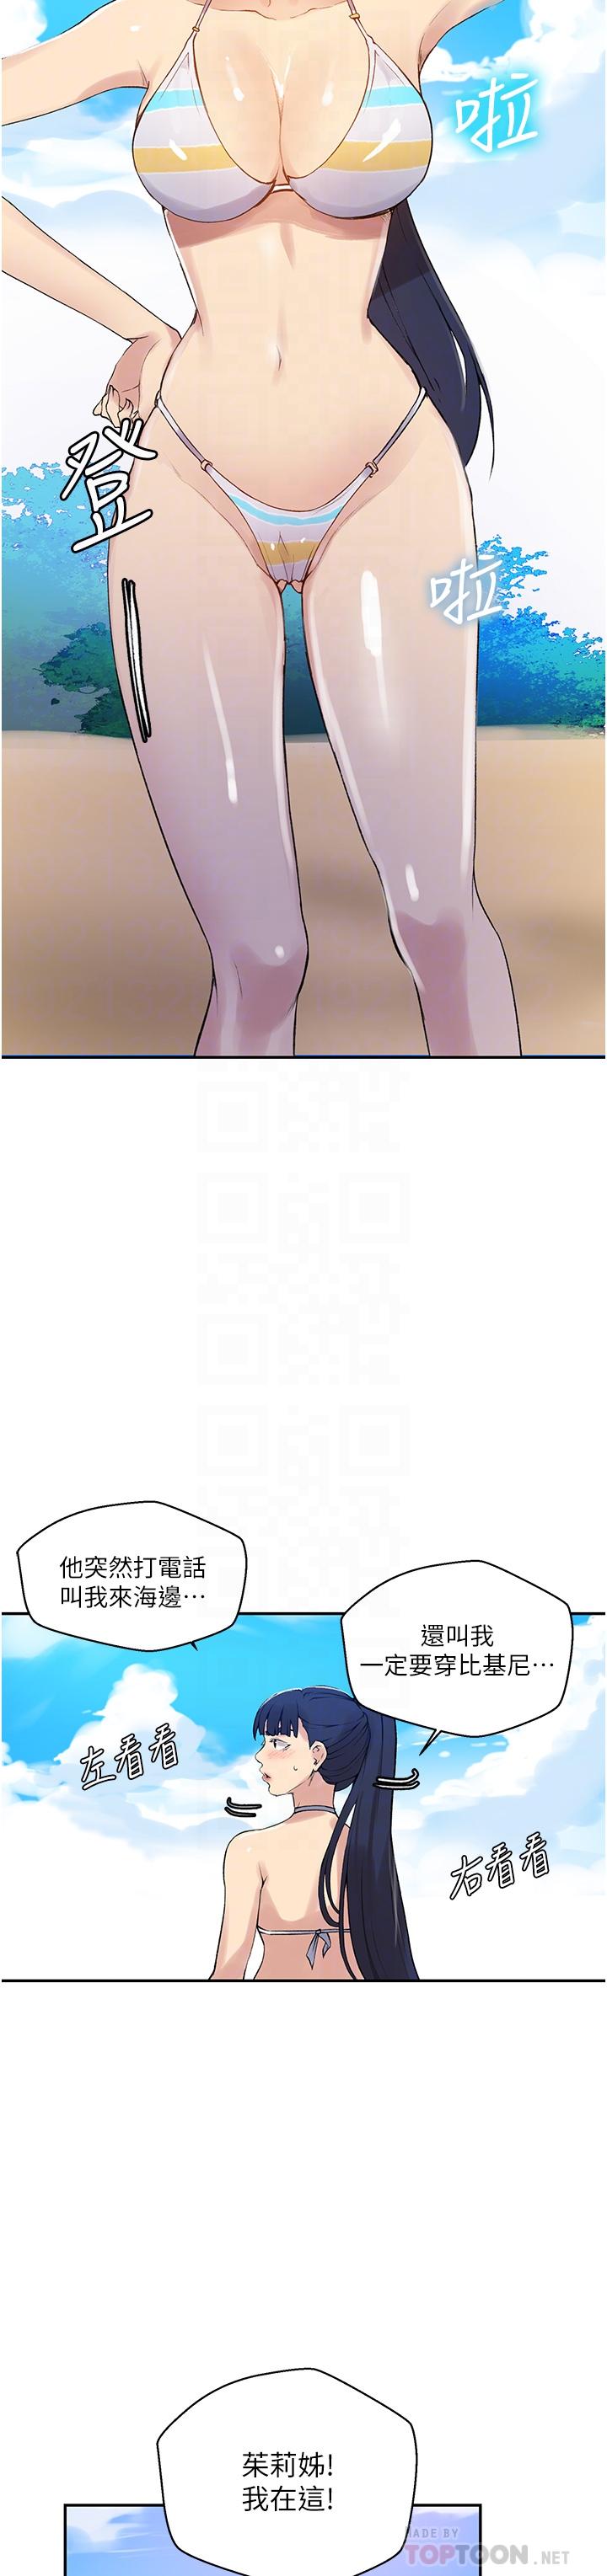 啦
登
啦
他突然打電話
叫我來海邊…
還叫我
一定要穿比基尼…
左看看
右看看
茱莉姊!
我在這!
MADE BY
TOPTOON.NET